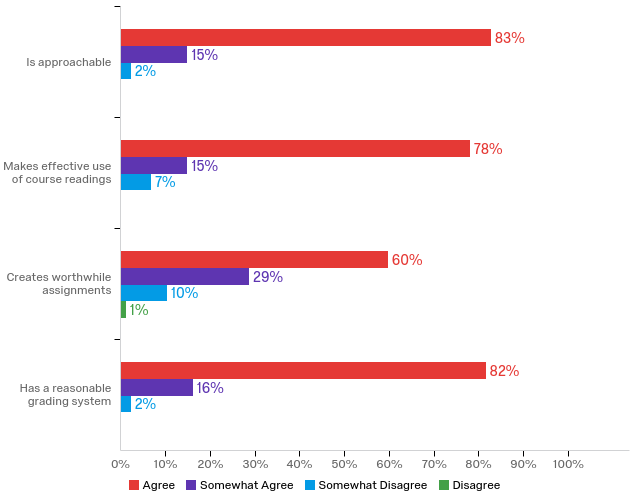 Is approachable
83%
15%
2%
Makes effective use
of course readings
78%
15%
7%
Creates worthwhile
assignments
60%
29%
10%
1%
Has a reasonable
grading system
82%
16%
2%
0% 10% 20% 30% 40% 50% 60% 70% 80% 90% 100%
Agree Somewhat Agree Somewhat Disagree Disagree